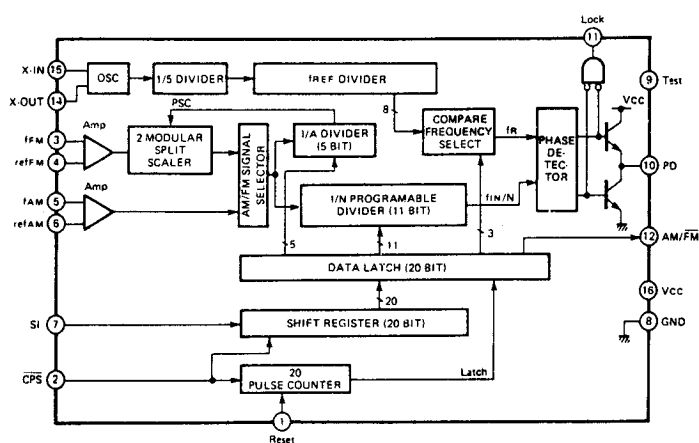 Lock
11
X-IN
15
OSC
1/5 DIVIDER
fREF DIVIDER
9
Test
X-OUT
14
PSC
8
VCC
Amp
fFM
3
refFM
4
2 MODULAR
SPLIT
SCALER
1/A DIVIDER
(5 BIT)
COMPARE
FREQUENCY
SELECT
fR
PHASE
DE-
TECTOR
10
PD
AM/FM SIGNAL
SELECTOR
Amp
fAM
5
refAM
6
1/N PROGRAMABLE
DIVIDER (11 BIT)
fIN/N
5
11
3
12
AM/FM
DATA LATCH (20 BIT)
16
VCC
20
SI
7
SHIFT REGISTER (20 BIT)
8
GND
CPS
2
20
PULSE COUNTER
Latch
1
Reset